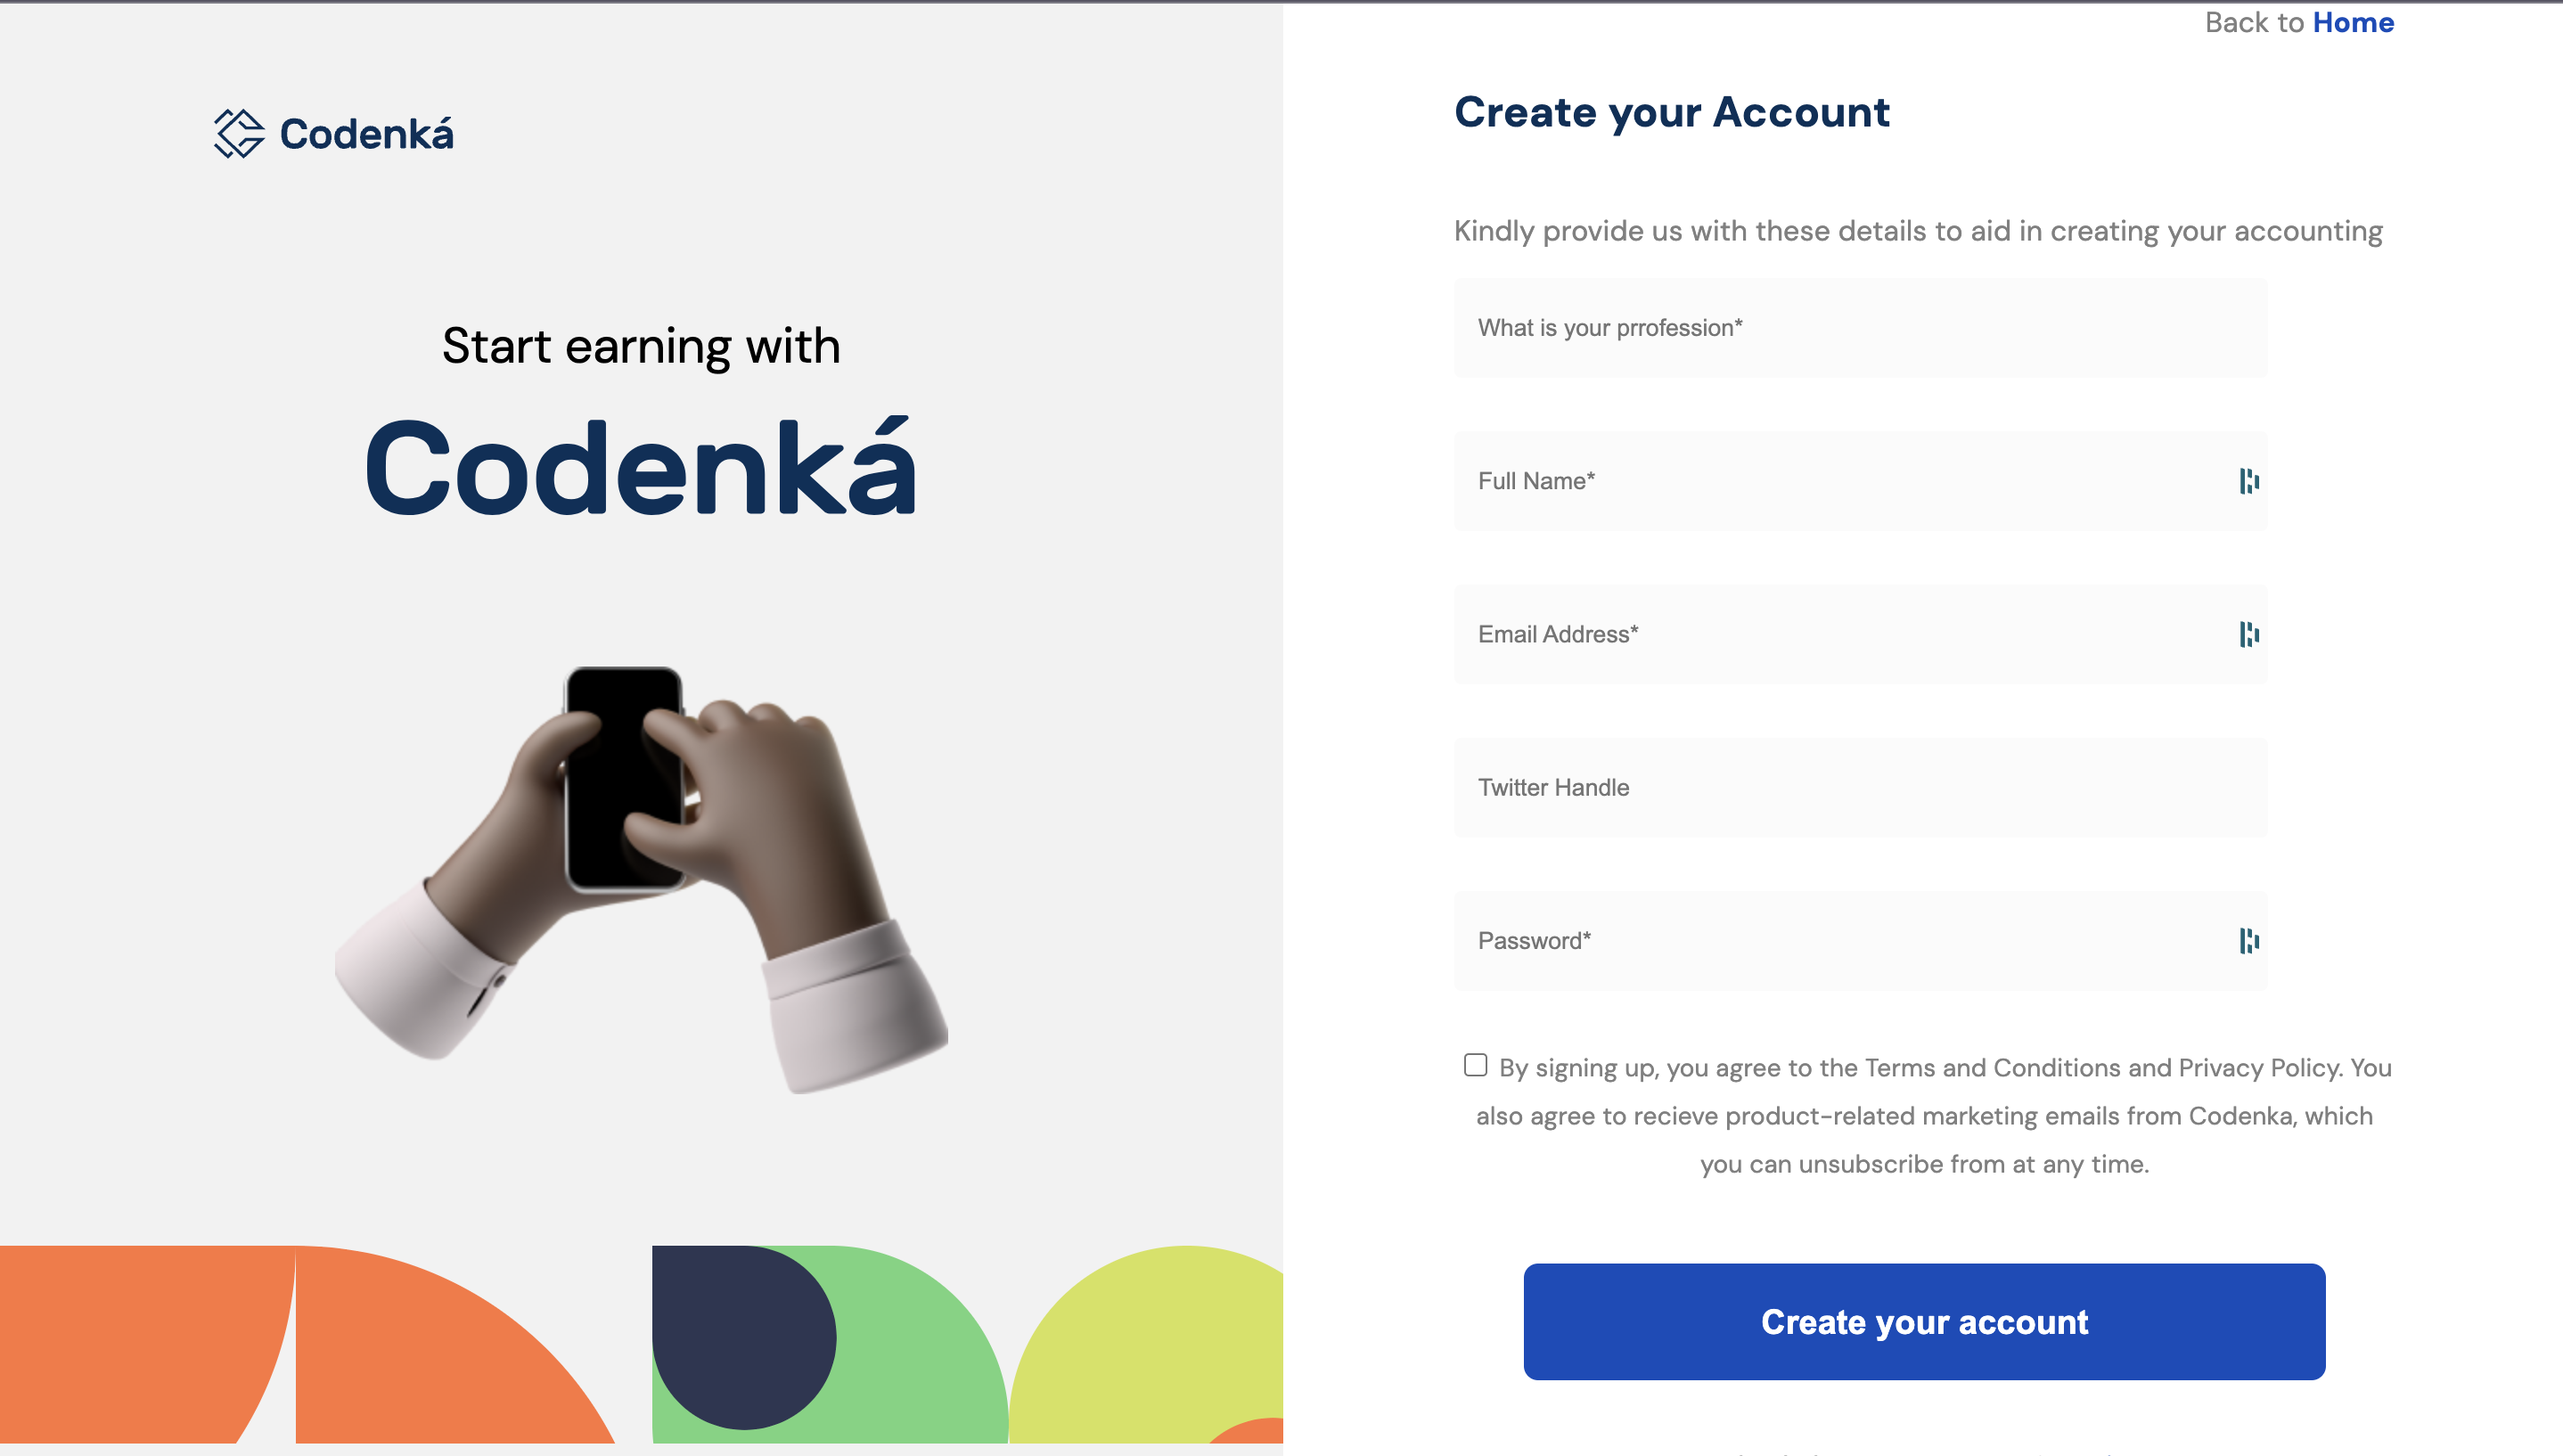 Codenká
Start earning with
Codenká
Back to Home
Create your Account
Kindly provide us with these details to aid in creating your accounting
What is your prrofession*
Full Name*
Email Address*
Twitter Handle
Password*
By signing up, you agree to the Terms and Conditions and Privacy Policy. You
also agree to recieve product-related marketing emails from Codenka, which
you can unsubscribe from at any time.
Create your account